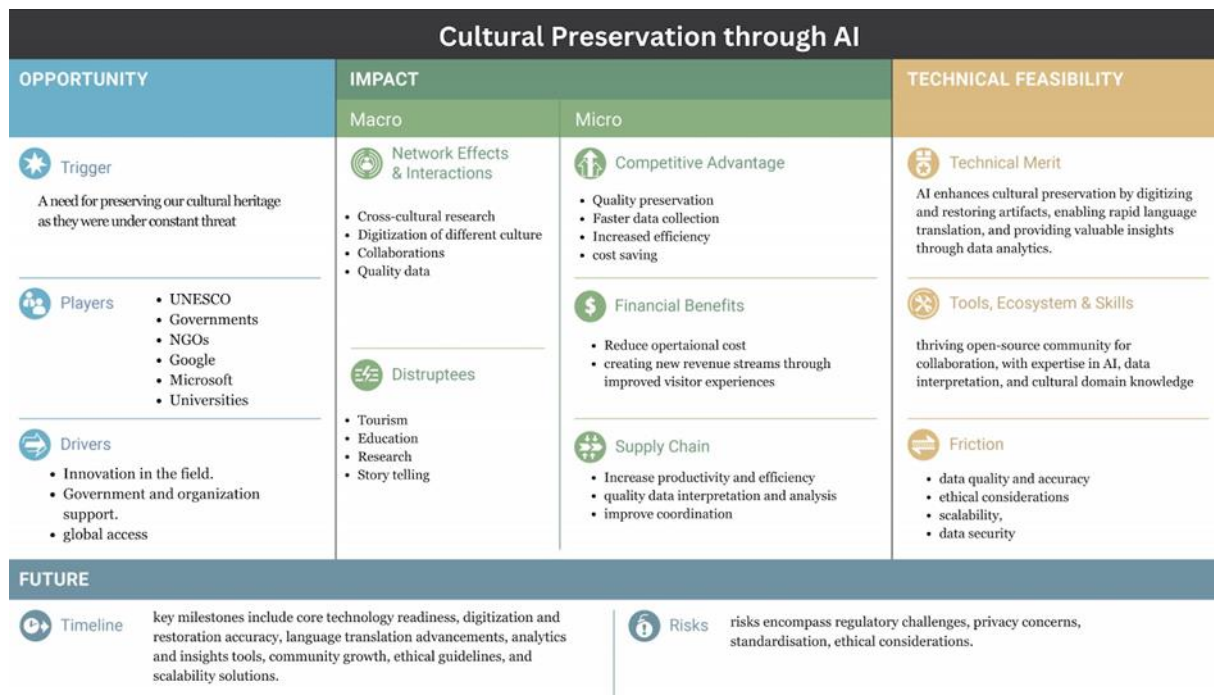 Cultural Preservation through AI
OPPORTUNITY
Trigger
A need for preserving our cultural heritage
as they were under constant threat
Players
• UNESCO
• Governments
• NGOs
• Google
• Microsoft
• Universities
Drivers
• Innovation in the field.
• Government and organization
support.
• global access
IMPACT
Macro
Network Effects
& Interactions
• Cross-cultural research
• Digitization of different culture
• Collaborations
• Quality data
Distruptees
• Tourism
• Education
• Research
• Story telling
Micro
Competitive Advantage
• Quality preservation
• Faster data collection
• Increased efficiency
• cost saving
Financial Benefits
• Reduce opertaional cost
• creating new revenue streams through
improved visitor experiences
Supply Chain
• Increase productivity and efficiency
• quality data interpretation and analysis
• improve coordination
TECHNICAL FEASIBILITY
Technical Merit
AI enhances cultural preservation by digitizing
and restoring artifacts, enabling rapid language
translation, and providing valuable insights
through data analytics.
Tools, Ecosystem & Skills
thriving open-source community for
collaboration, with expertise in AI, data
interpretation, and cultural domain knowledge
Friction
• data quality and accuracy
• ethical considerations
• scalability,
• data security
FUTURE
Timeline
key milestones include core technology readiness, digitization and
restoration accuracy, language translation advancements, analytics
and insights tools, community growth, ethical guidelines, and
scalability solutions.
Risks
risks encompass regulatory challenges, privacy concerns,
standardisation, ethical considerations.